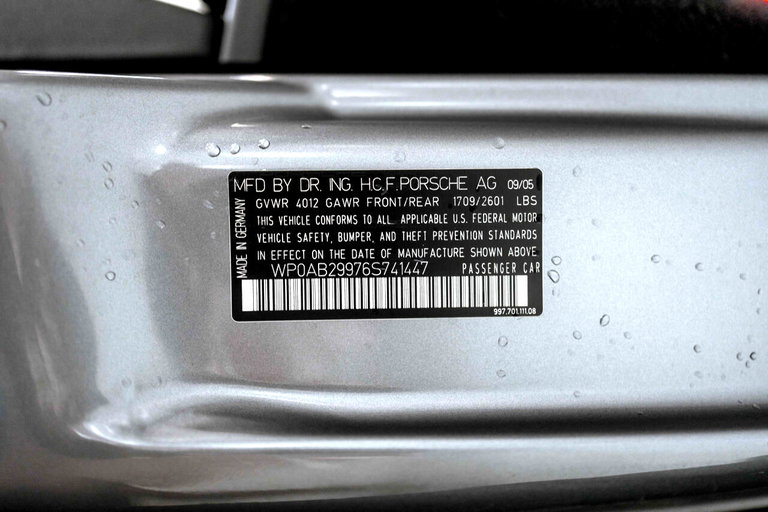 MFD BY DR. ING. H.C.F. PORSCHE AG 09/05
GVWR 4012 GAWR FRONT/REAR 1709/2601 LBS
THIS VEHICLE CONFORMS TO ALL APPLICABLE U.S. FEDERAL MOTOR
VEHICLE SAFETY, BUMPER, AND THEFT PREVENTION STANDARDS
IN EFFECT ON THE DATE OF MANUFACTURE SHOWN ABOVE
WP0AB29976S741447 PASSENGER CAR
997.701.111.08
MADE IN GERMANY